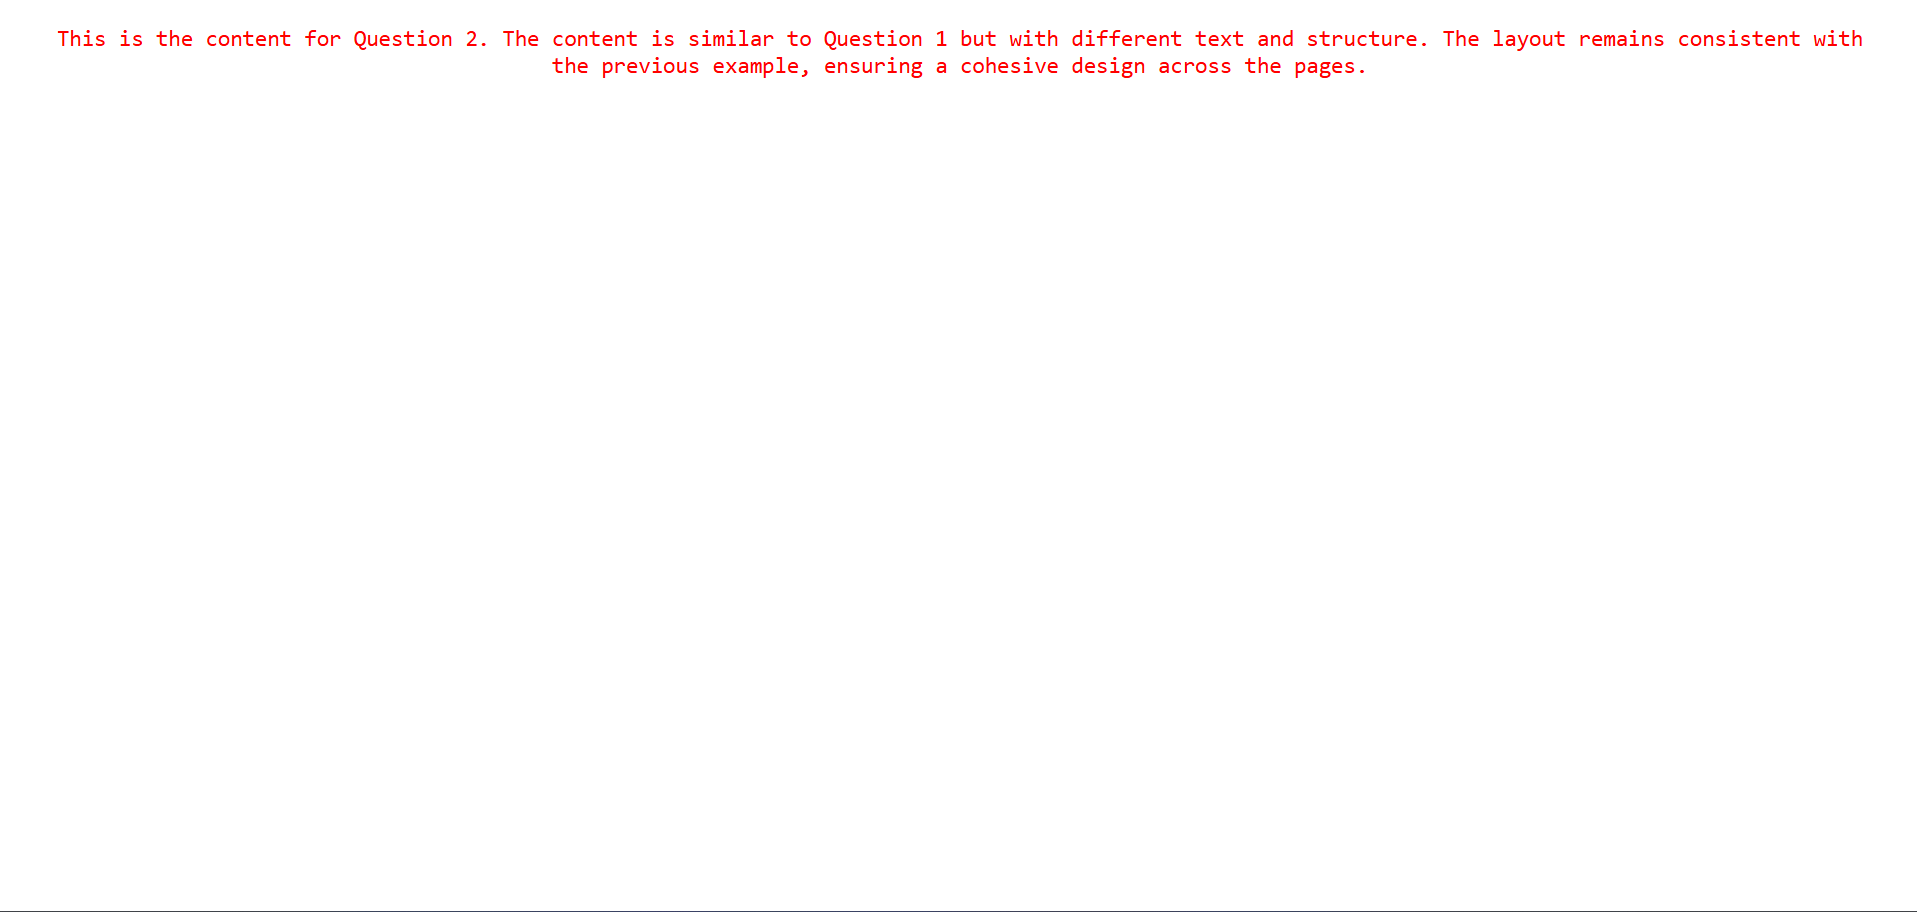 This is the content for Question 2. The content is similar to Question 1 but with different text and structure. The layout remains consistent with
the previous example, ensuring a cohesive design across the pages.